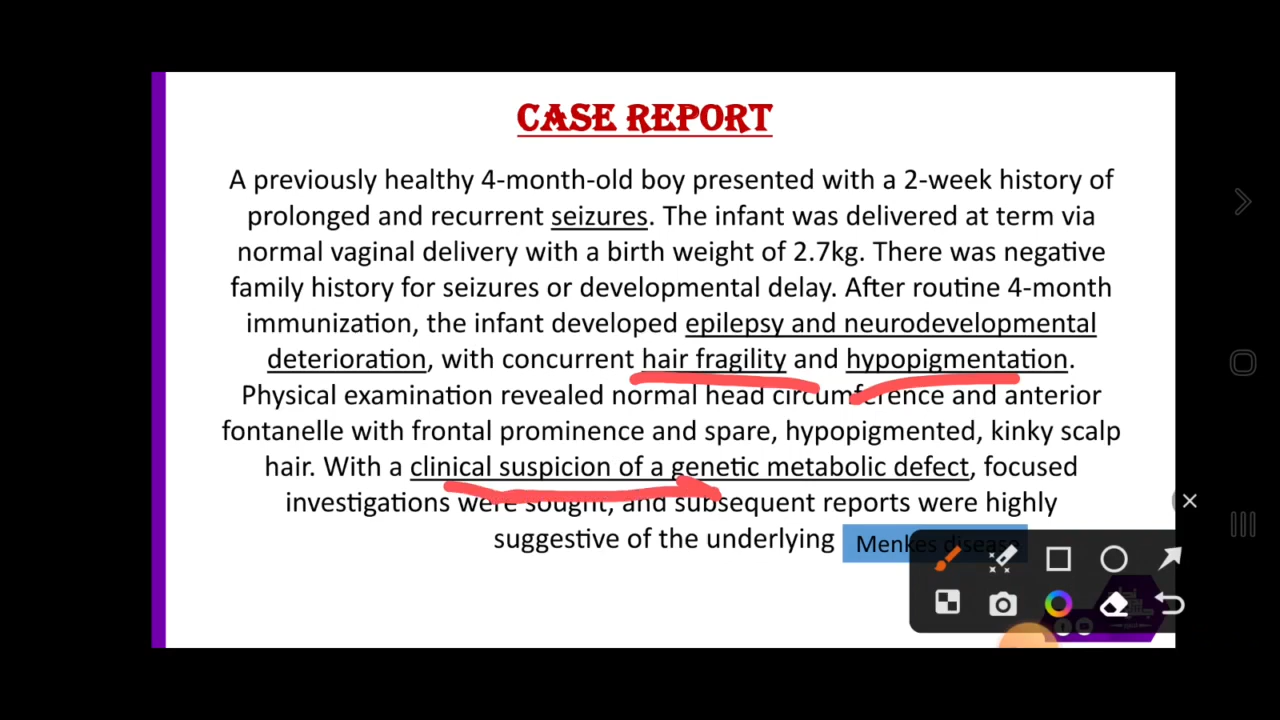 CASE REPORT
A previously healthy 4-month-old boy presented with a 2-week history of
prolonged and recurrent seizures. The infant was delivered at term via
normal vaginal delivery with a birth weight of 2.7kg. There was negative
family history for seizures or developmental delay. After routine 4-month
immunization, the infant developed epilepsy and neurodevelopmental
deterioration, with concurrent hair fragility and hypopigmentation.
Physical examination revealed normal head circumference and anterior
fontanelle with frontal prominence and spare, hypopigmented, kinky scalp
hair. With a clinical suspicion of a genetic metabolic defect, focused
investigations were sought, and subsequent reports were highly
suggestive of the underlying Menkes disease